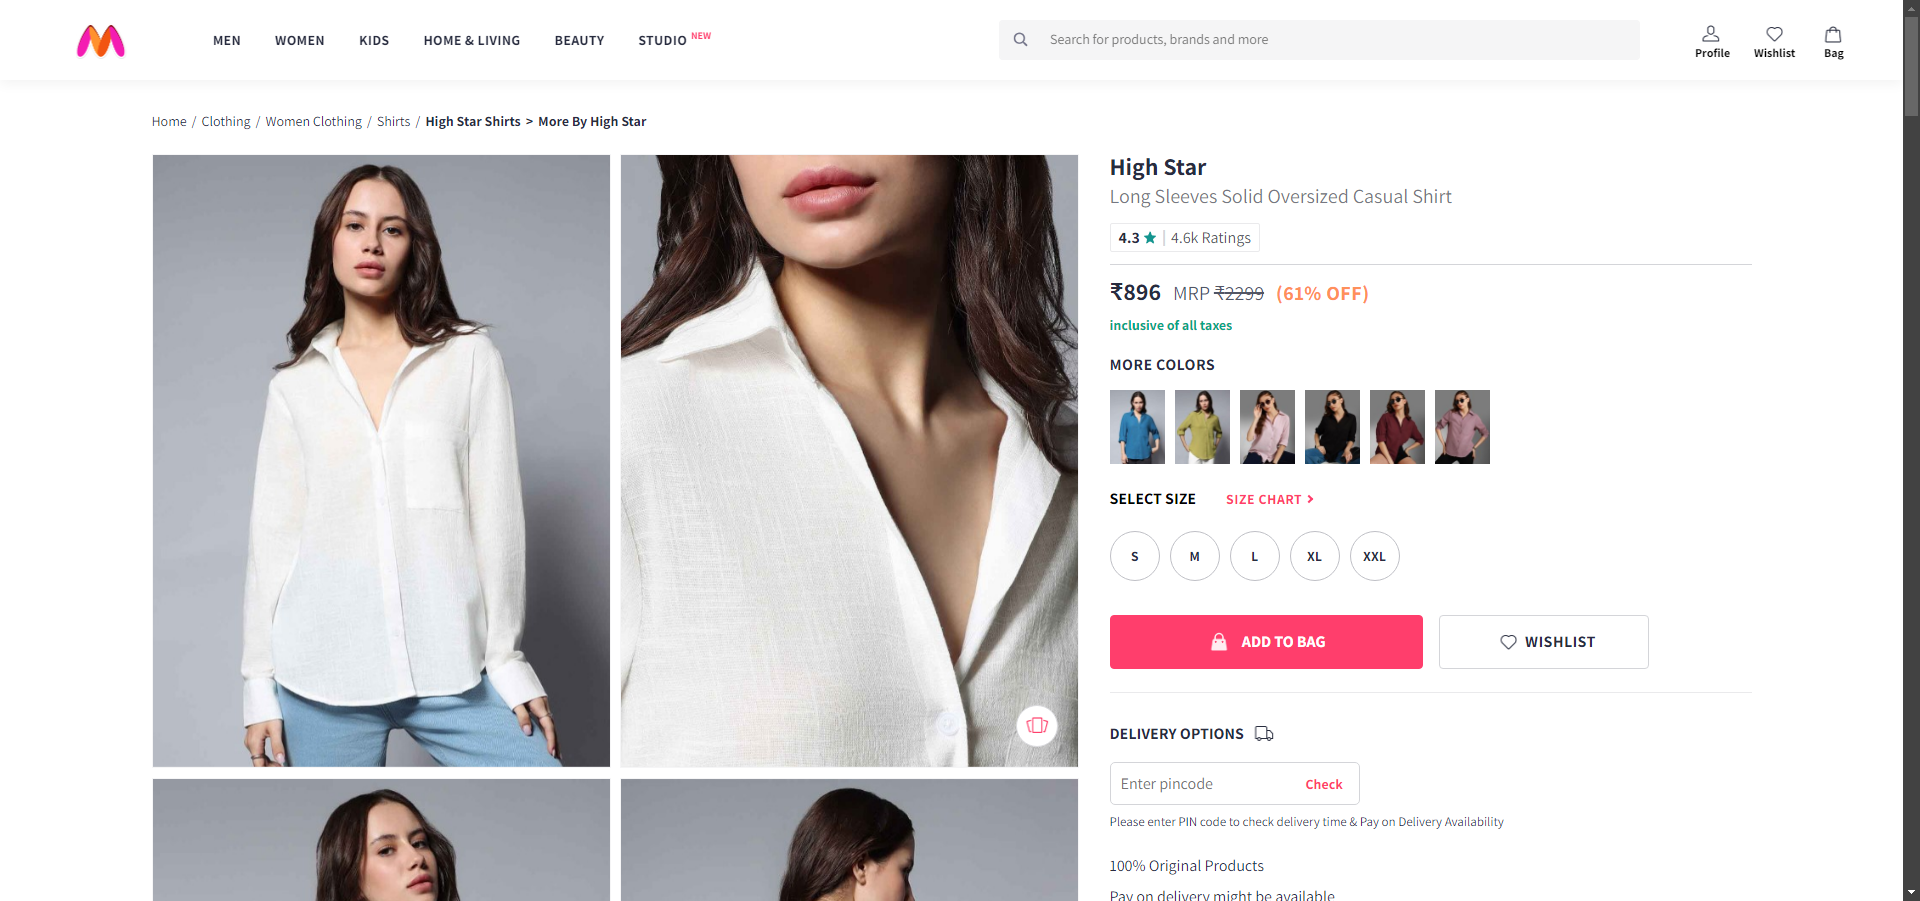 MEN
WOMEN
KIDS
HOME & LIVING
BEAUTY
STUDIO NEW
Search for products, brands and more
Profile
Wishlist
Bag
Home / Clothing / Women Clothing / Shirts / High Star Shirts > More By High Star
High Star
Long Sleeves Solid Oversized Casual Shirt
4.3 ★ | 4.6k Ratings
₹896 MRP ₹2299 (61% OFF)
inclusive of all taxes
MORE COLORS
SELECT SIZE SIZE CHART >
S M L XL XXL
ADD TO BAG
WISHLIST
DELIVERY OPTIONS
Enter pincode Check
Please enter PIN code to check delivery time & Pay on Delivery Availability
100% Original Products
Pay on delivery might be available